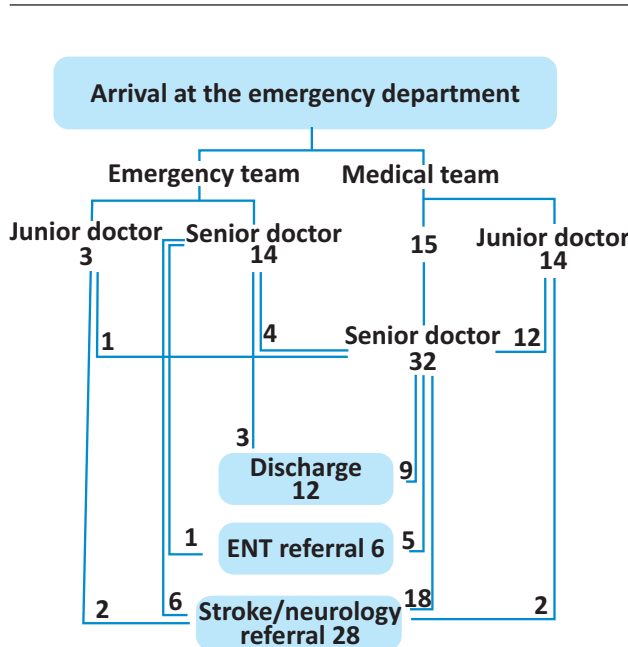 Arrival at the emergency department
Emergency team
Medical team
Junior doctor
3
Senior doctor
14
15
Junior doctor
14
1
4
Senior doctor
32
12
3
Discharge
12
9
1
ENT referral 6
5
2
6
Stroke/neurology
referral 28
18
2